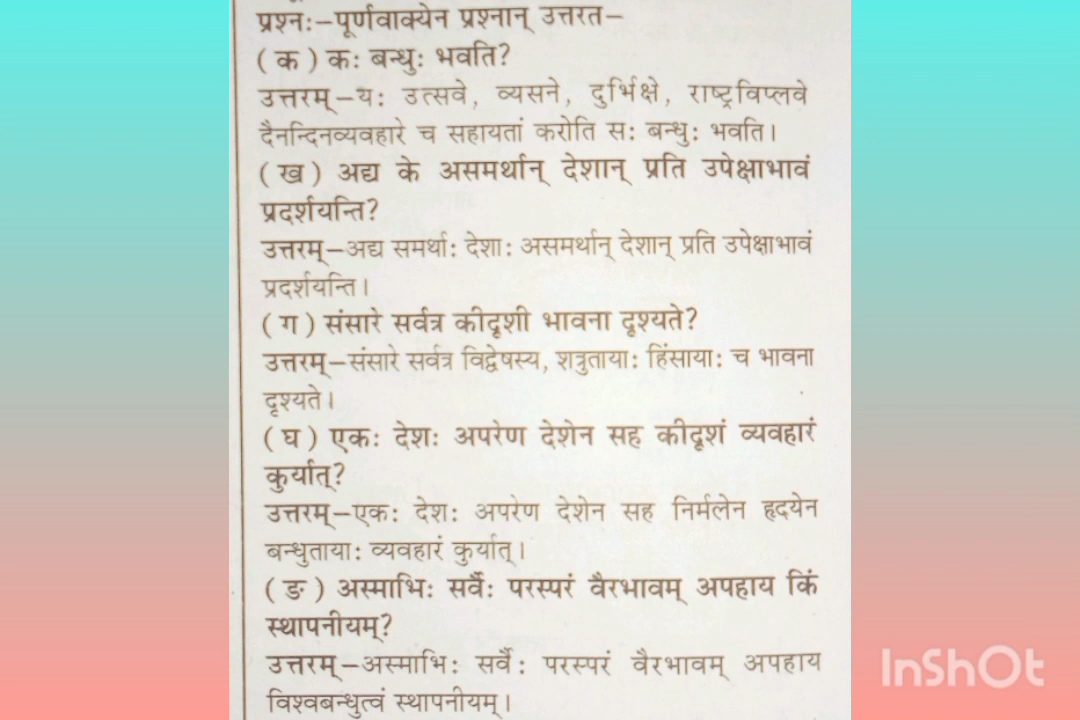 प्रश्नः–पूर्णवाक्येन प्रश्नान् उत्तरत–
(क) कः बन्धुः भवति?
उत्तरम्–यः उत्सवे, व्यसने, दुर्भिक्षे, राष्ट्रविप्लवे
दैनन्दिनव्यवहारे च सहायतां करोति सः बन्धुः भवति।
(ख) अद्य के असमर्थान् देशान् प्रति उपेक्षाभावं
प्रदर्शयन्ति?
उत्तरम्–अद्य समर्थाः देशाः असमर्थान् देशान् प्रति उपेक्षाभावं
प्रदर्शयन्ति।
(ग) संसारे सर्वत्र कीदृशी भावना दृश्यते?
उत्तरम्–संसारे सर्वत्र विद्वेषस्य, शत्रुतायाः हिंसायाः च भावना
दृश्यते।
(घ) एकः देशः अपरेण देशेन सह कीदृशं व्यवहारं
कुर्यात्?
उत्तरम्–एकः देशः अपरेण देशेन सह निर्मलेन हृदयेन
बन्धुतायाः व्यवहारं कुर्यात्।
(ङ) अस्माभिः सर्वैः परस्परं वैरभावम् अपहाय किं
स्थापनीयम्?
उत्तरम्–अस्माभिः सर्वैः परस्परं वैरभावम् अपहाय
विश्वबन्धुत्वं स्थापनीयम्।
InShOt